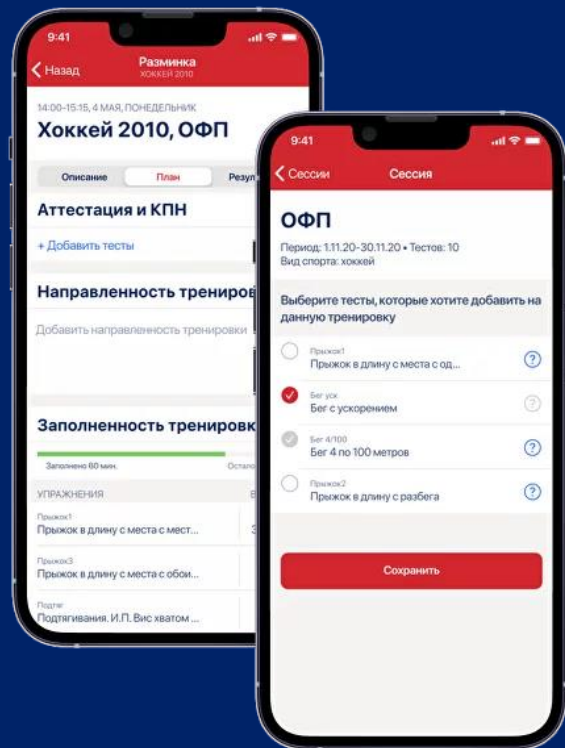 9:41
Назад
Разминка
ХОККЕЙ 2010
14:00-15:15, 4 МАЯ, ПОНЕДЕЛЬНИК
Хоккей 2010, ОФП
Описание
План
Резул
Аттестация и КПН
+ Добавить тесты
Направленность трениров
Добавить направленность тренировки
Заполненность трениров
Заполнено 60 мин.
Остало
УПРАЖНЕНИЯ
В
Прыжок1
Прыжок в длину с места с мест...
Прыжок3
Прыжок в длину с места с обои...
Подтяг
Подтягивания. И.П. Вис хватом ...
9:41
Сессии
Сессия
ОФП
Период: 1.11.20-30.11.20 • Тестов: 10
Вид спорта: хоккей
Выберите тесты, которые хотите добавить на
данную тренировку
Прыжок1
Прыжок в длину с места с од...
?
Бег уск
Бег с ускорением
?
Бег 4/100
Бег 4 по 100 метров
?
Прыжок2
Прыжок в длину с разбега
?
Сохранить